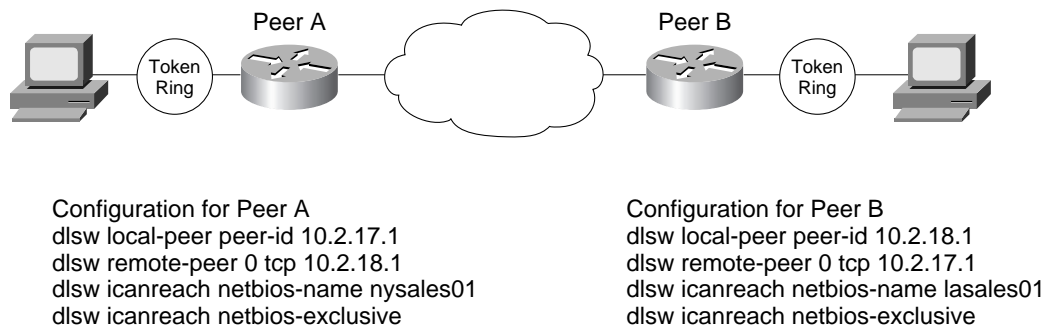 Peer A
Peer B
Token
Ring
Token
Ring
Configuration for Peer A
dlsw local-peer peer-id 10.2.17.1
dlsw remote-peer 0 tcp 10.2.18.1
dlsw icanreach netbios-name nysales01
dlsw icanreach netbios-exclusive
Configuration for Peer B
dlsw local-peer peer-id 10.2.18.1
dlsw remote-peer 0 tcp 10.2.17.1
dlsw icanreach netbios-name lasales01
dlsw icanreach netbios-exclusive